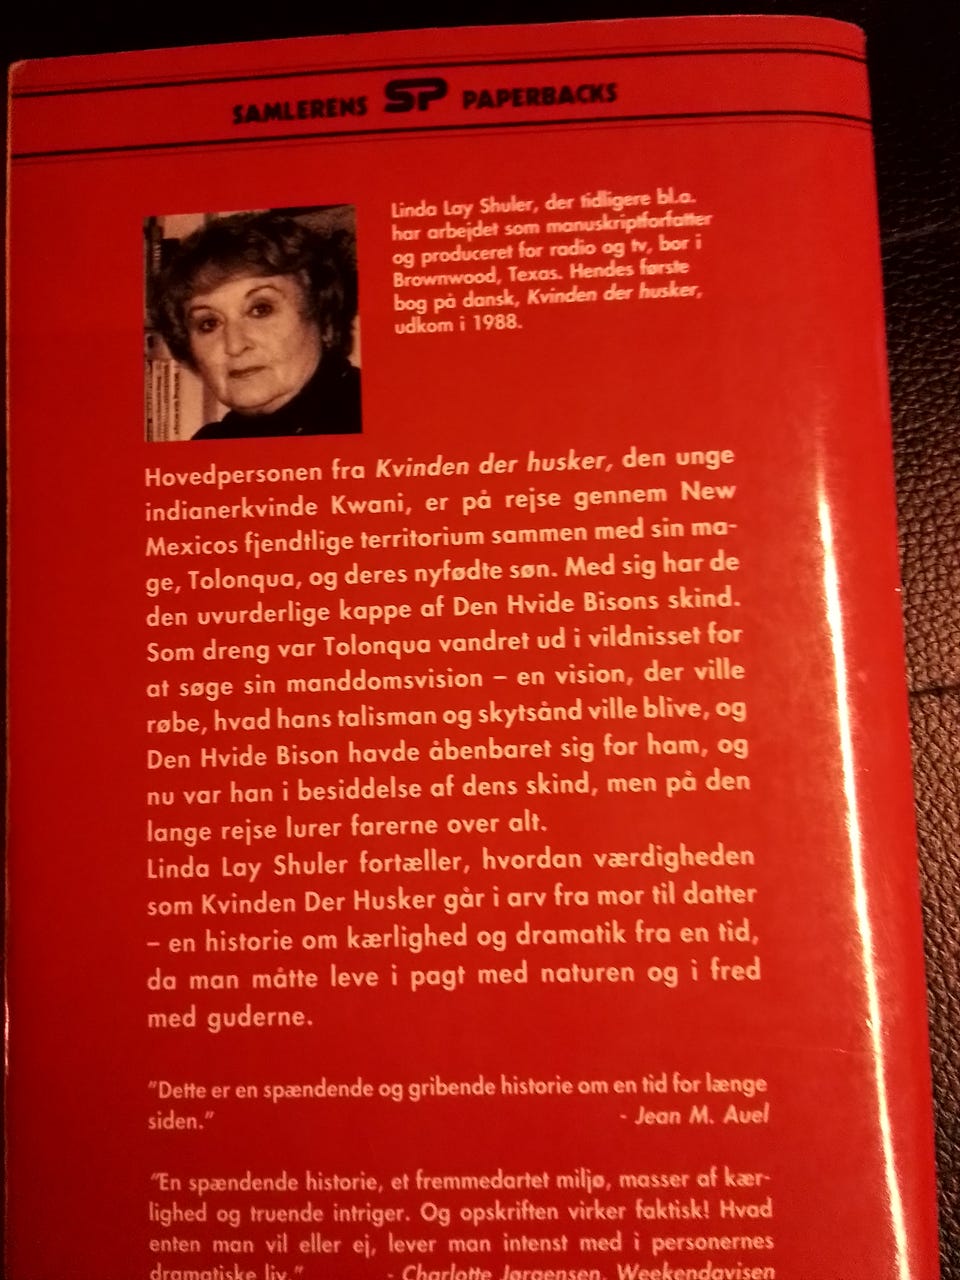 SAMLERENS SP PAPERBACKS
Linda Lay Shuler, der tidligere bl.a.
har arbejdet som manuskriptforfatter
og produceret for radio og tv, bor i
Brownwood, Texas. Hendes første
bog på dansk, Kvinden der husker,
udkom i 1988.
Hovedpersonen fra Kvinden der husker, den unge
indianerkvinde Kwani, er på rejse gennem New
Mexicos fjendtlige territorium sammen med sin ma-
ge, Tolonqua, og deres nyfødte søn. Med sig har de
den uvurderlige kappe af Den Hvide Bisons skind.
Som dreng var Tolonqua vandret ud i vildnisset for
at søge sin manddomsvision – en vision, der ville
røbe, hvad hans talisman og skytsånd ville blive, og
Den Hvide Bison havde åbenbaret sig for ham, og
nu var han i besiddelse af dens skind, men på den
lange rejse lurer farerne over alt.
Linda Lay Shuler fortæller, hvordan værdigheden
som Kvinden Der Husker går i arv fra mor til datter
– en historie om kærlighed og dramatik fra en tid,
da man måtte leve i pagt med naturen og i fred
med guderne.
"Dette er en spændende og gribende historie om en tid for længe
siden." - Jean M. Auel
"En spændende historie, et fremmedartet miljø, masser af kær-
lighed og truende intriger. Og opskriften virker faktisk! Hvad
enten man vil eller ej, lever man intenst med i personernes
dramatiske liv." - Charlotte Jørgensen, Weekendavisen